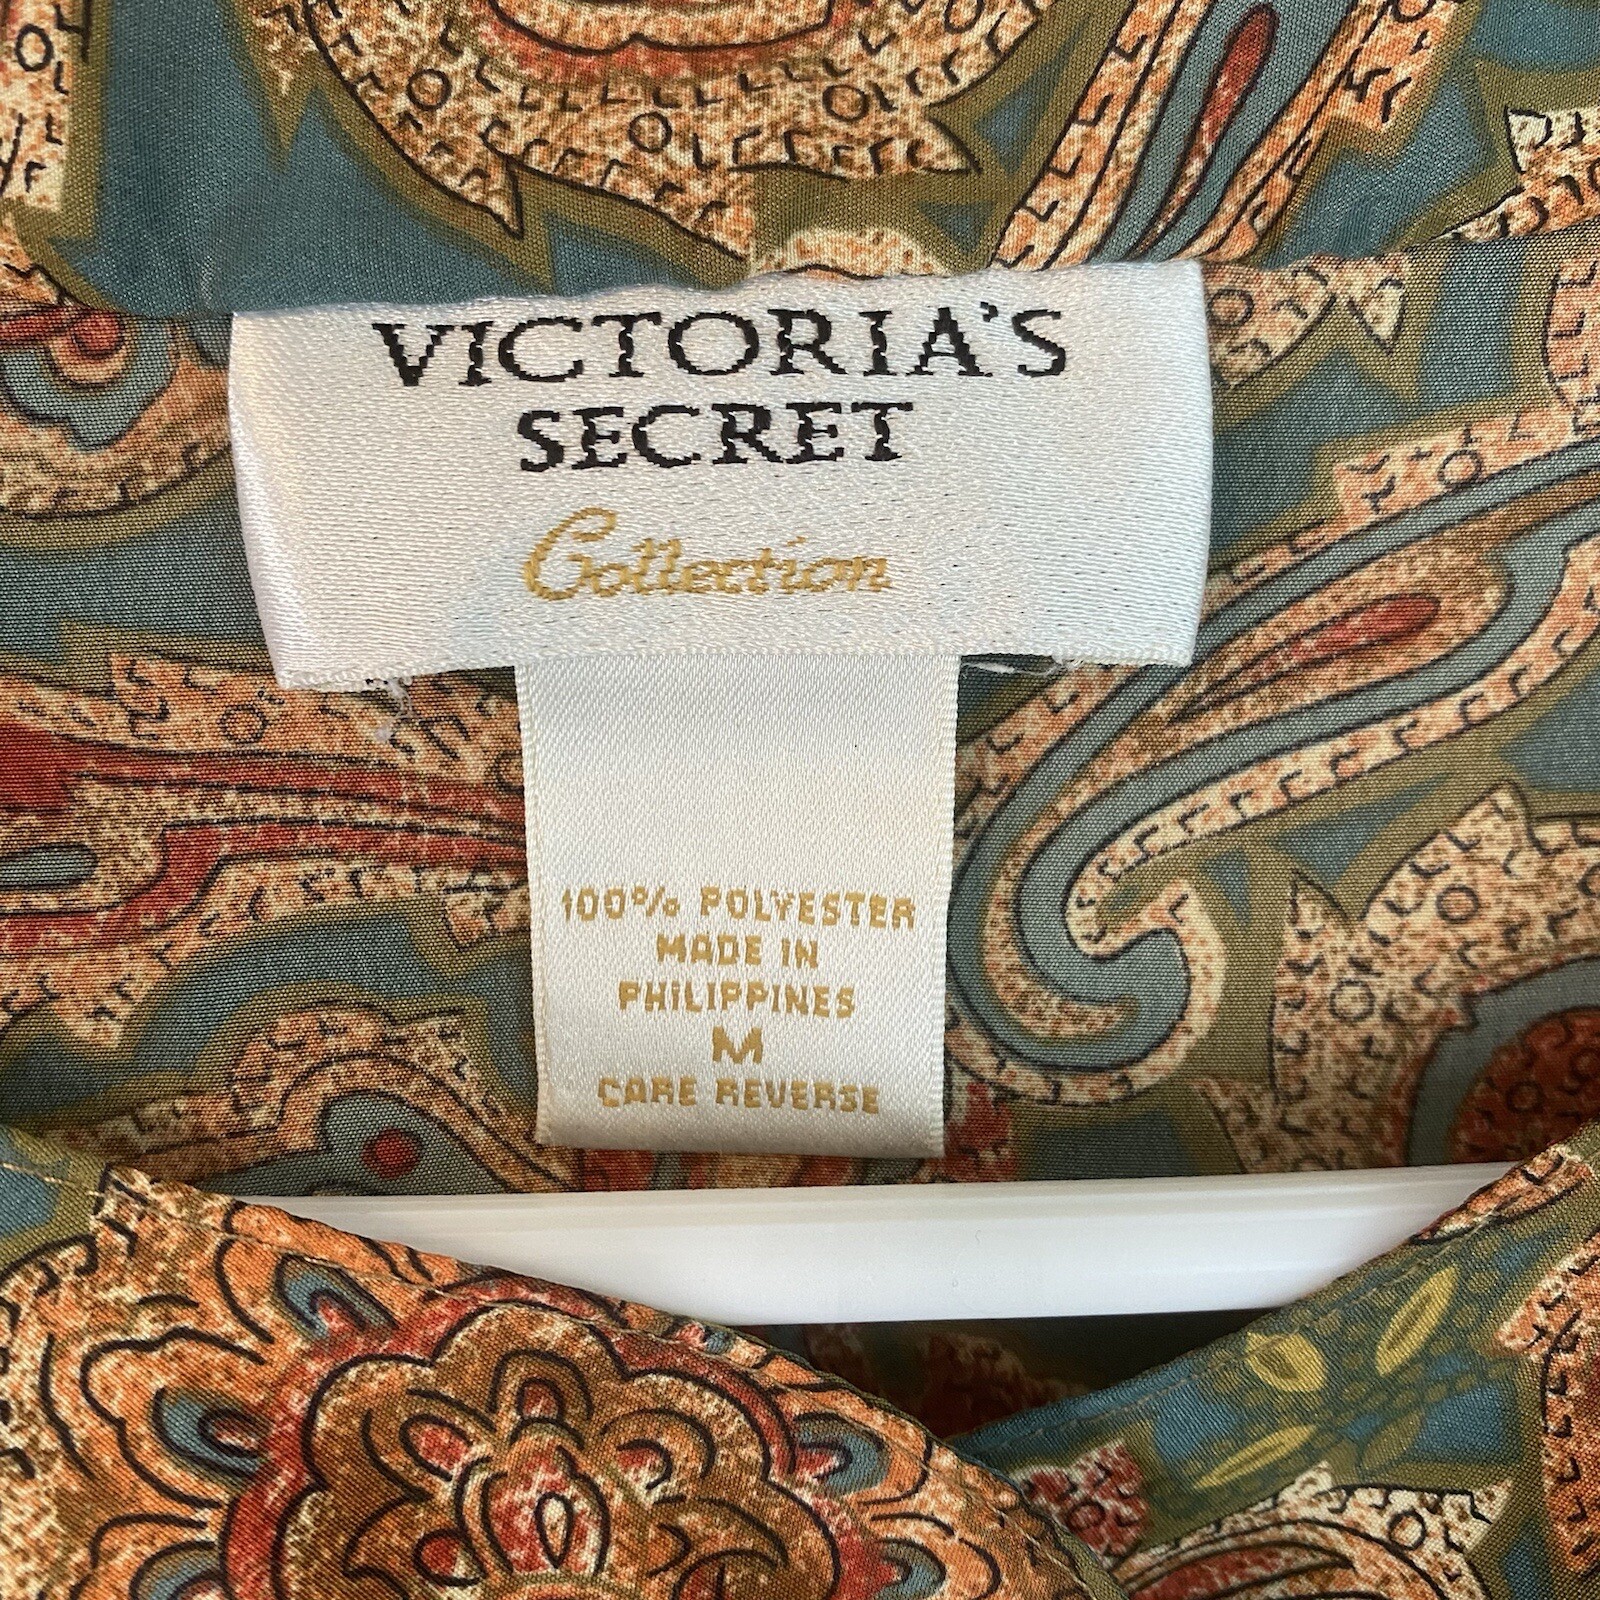 VICTORIA'S
SECRET
Collection
100% POLYESTER
MADE IN
PHILIPPINES
M
CARE REVERSE